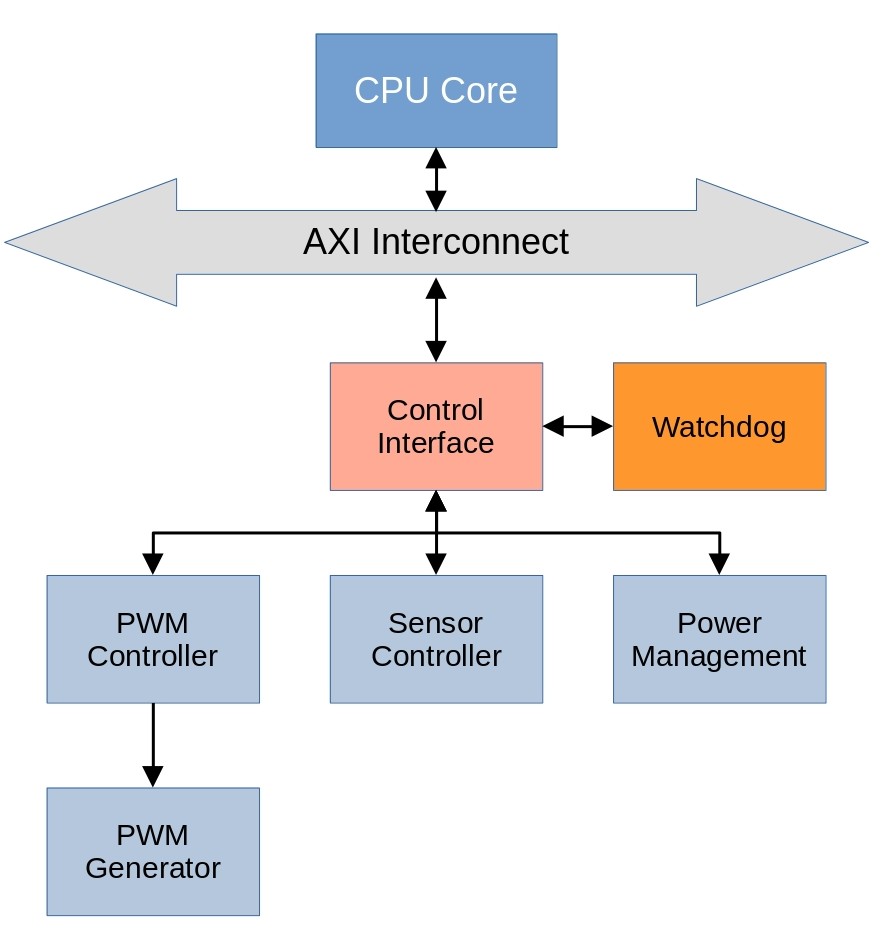 CPU Core
AXI Interconnect
Control
Interface
Watchdog
PWM
Controller
Sensor
Controller
Power
Management
PWM
Generator